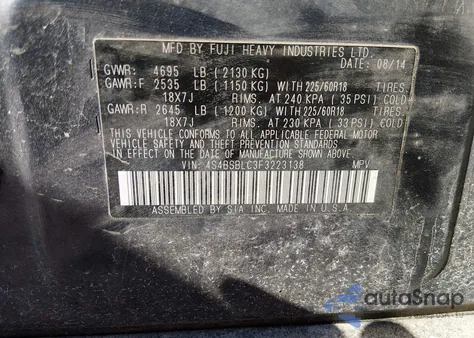 MFD BY FUJI HEAVY INDUSTRIES LTD.
DATE: 08/14
GVWR: 4695 LB (2130 KG)
GAWR:F 2535 LB (1150 KG) WITH 225/60R18 TIRES,
18X7J RIMS, AT 240 KPA (35 PSI) COLD
GAWR:R 2645 LB (1200 KG) WITH 225/60R18 TIRES,
18X7J RIMS, AT 230 KPA (33 PSI) COLD
THIS VEHICLE CONFORMS TO ALL APPLICABLE FEDERAL MOTOR
VEHICLE SAFETY AND THEFT PREVENTION STANDARDS
IN EFFECT ON THE DATE OF MANUFACTURE SHOWN ABOVE.
VIN: 4S4BSBLC3F3223138 MPV
ASSEMBLED BY SIA INC. MADE IN U.S.A.
autoSnap